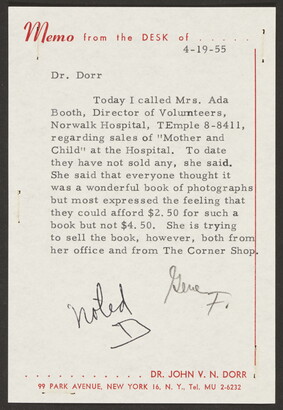 Memo from the DESK of . . . . .
4-19-55
Dr. Dorr
Today I called Mrs. Ada
Booth, Director of Volumteers,
Norwalk Hospital, TEmple 8-8411,
regarding sales of "Mother and
Child" at the Hospital. To date
they have not sold any, she said.
She said that everyone thought it
was a wonderful book of photographs
but most expressed the feeling that
they could afford $2.50 for such a
book but not $4.50. She is trying
to sell the book, however, both from
her office and from The Corner Shop.
Gene
F.
Noted
D
. . . . . . . . . . DR. JOHN V. N. DORR
99 PARK AVENUE, NEW YORK 16, N. Y., Tel. MU 2-6232